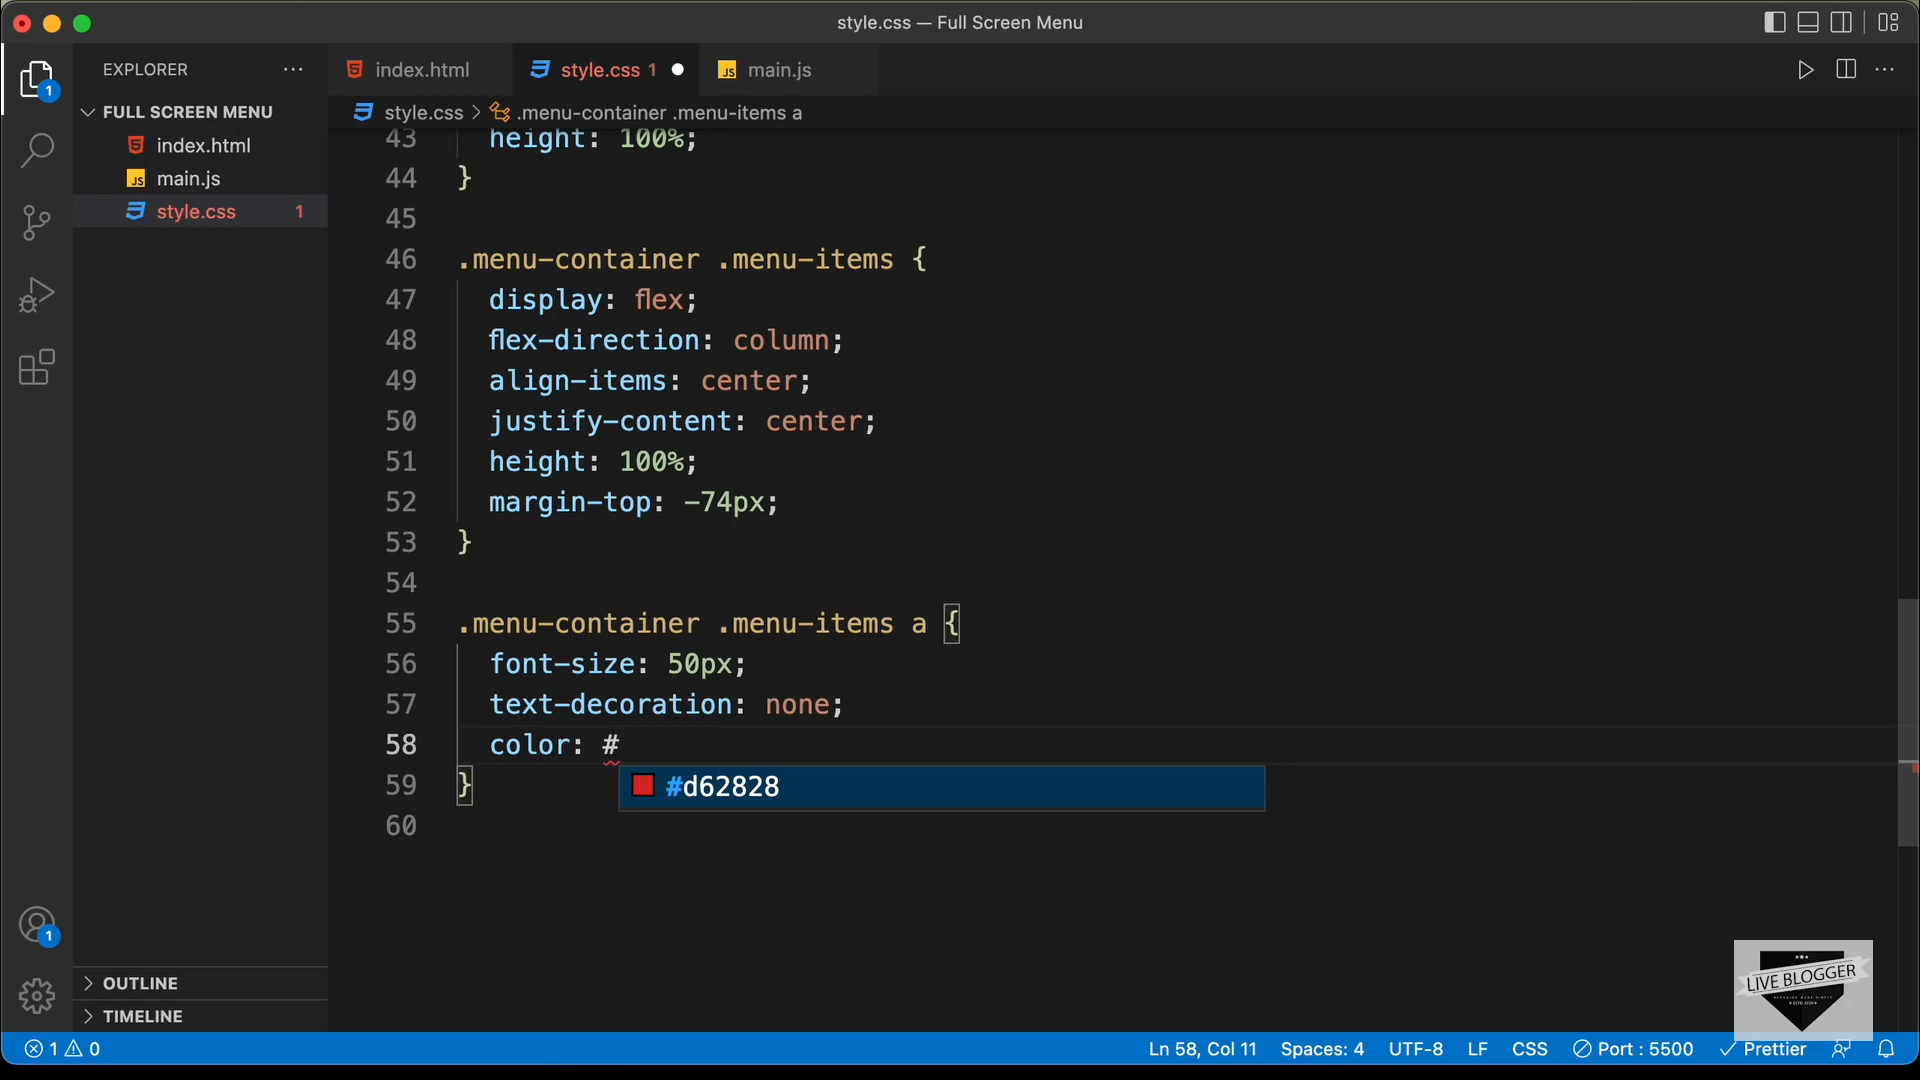 style.css — Full Screen Menu
EXPLORER
index.html
style.css 1
main.js
1
FULL SCREEN MENU
style.css > .menu-container .menu-items a
index.html
main.js
style.css 1
43 height: 100%;
44 }
45
46 .menu-container .menu-items {
47 display: flex;
48 flex-direction: column;
49 align-items: center;
50 justify-content: center;
51 height: 100%;
52 margin-top: -74px;
53 }
54
55 .menu-container .menu-items a {
56 font-size: 50px;
57 text-decoration: none;
58 color: #
#d62828
59 }
60
1
OUTLINE
TIMELINE
LIVE BLOGGER
1 0
Ln 58, Col 11 Spaces: 4 UTF-8 LF CSS Port : 5500 Prettier